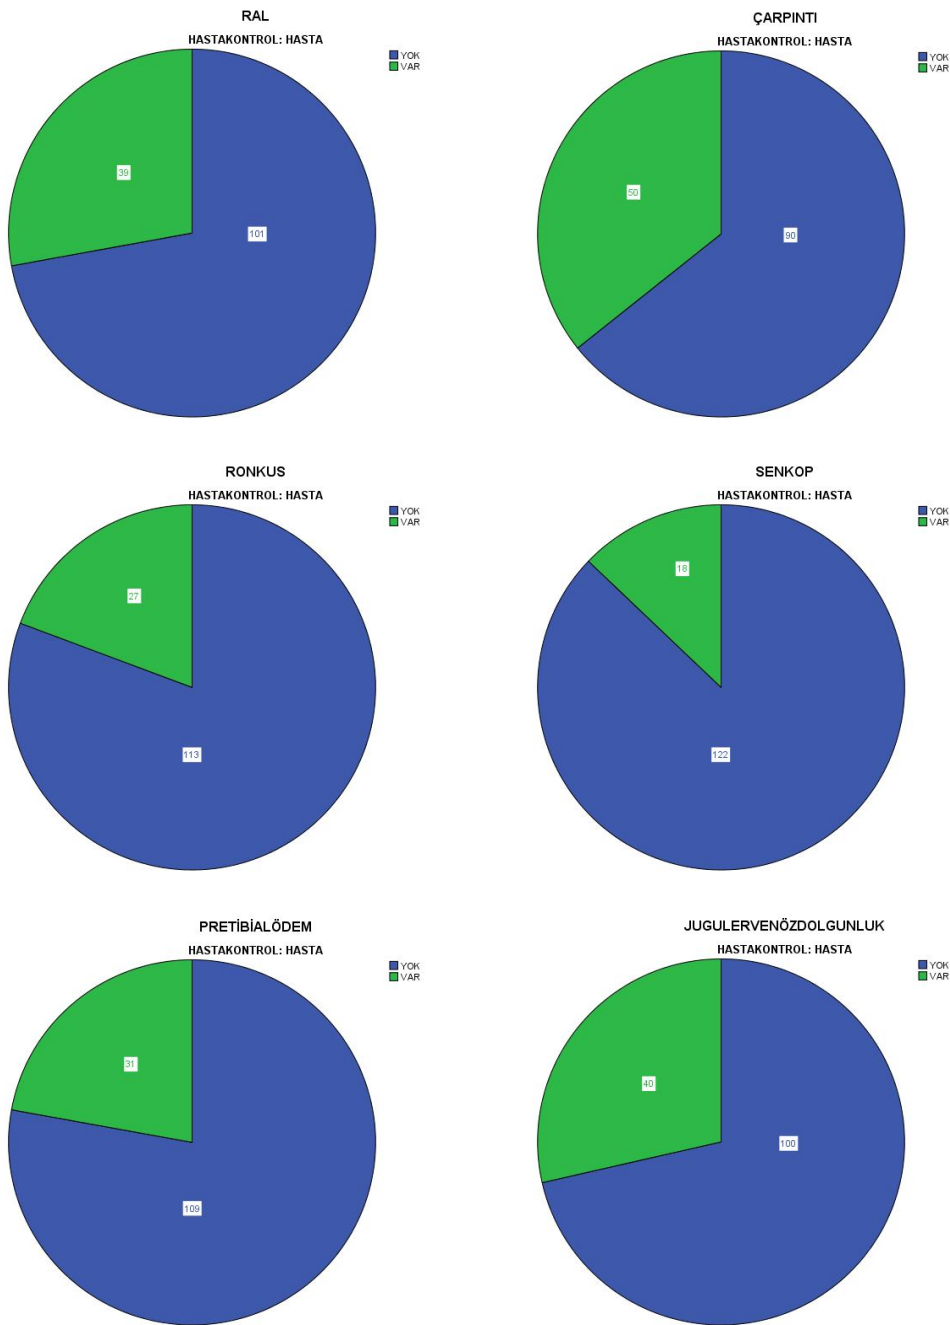 RAL
HASTAKONTROL: HASTA
YOK
VAR
39
101
ÇARPINTI
HASTAKONTROL: HASTA
YOK
VAR
50
90
RONKUS
HASTAKONTROL: HASTA
YOK
VAR
27
113
SENKOP
HASTAKONTROL: HASTA
YOK
VAR
18
122
PRETİBİALÖDEM
HASTAKONTROL: HASTA
YOK
VAR
31
109
JUGULERVENÖZDOLGUNLUK
HASTAKONTROL: HASTA
YOK
VAR
40
100